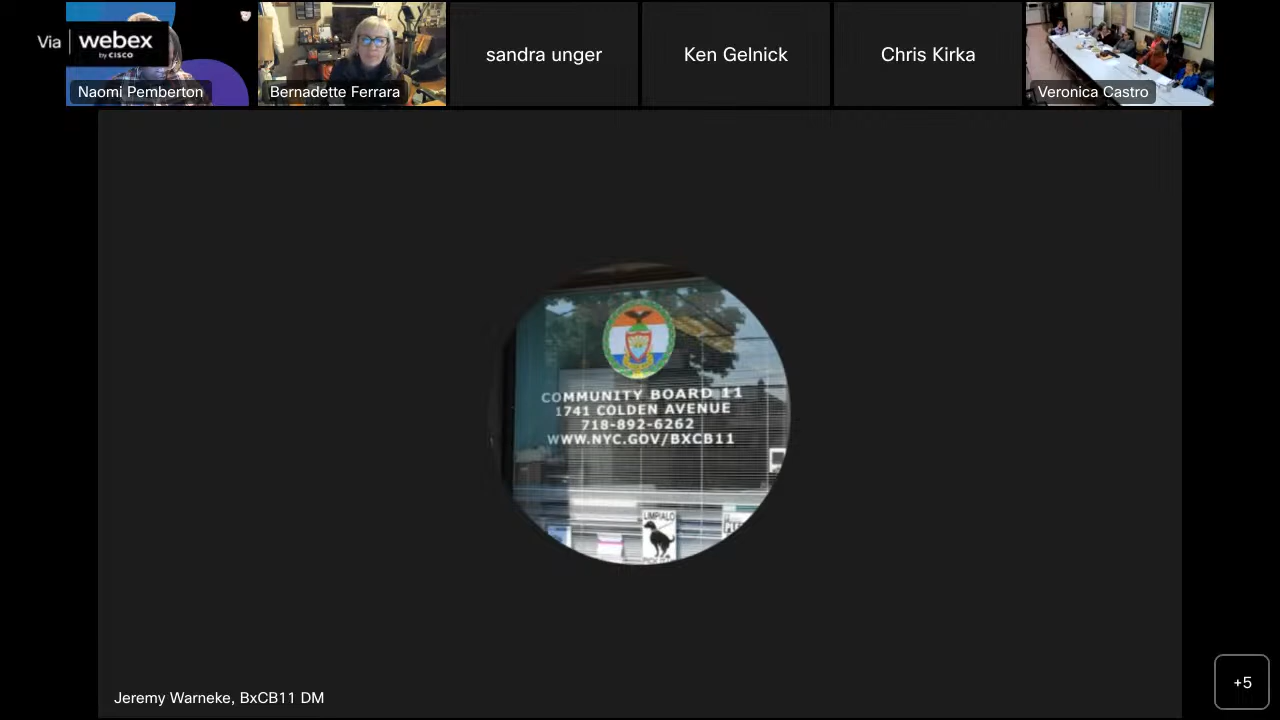 Via webex
by CISCO
Naomi Pemberton
Bernadette Ferrara
sandra unger
Ken Gelnick
Chris Kirka
Veronica Castro
COMMUNITY BOARD 11
1741 COLDEN AVENUE
718-892-6262
WWW.NYC.GOV/BXCB11
LIMPIALO
Jeremy Warneke, BxCB11 DM
+5